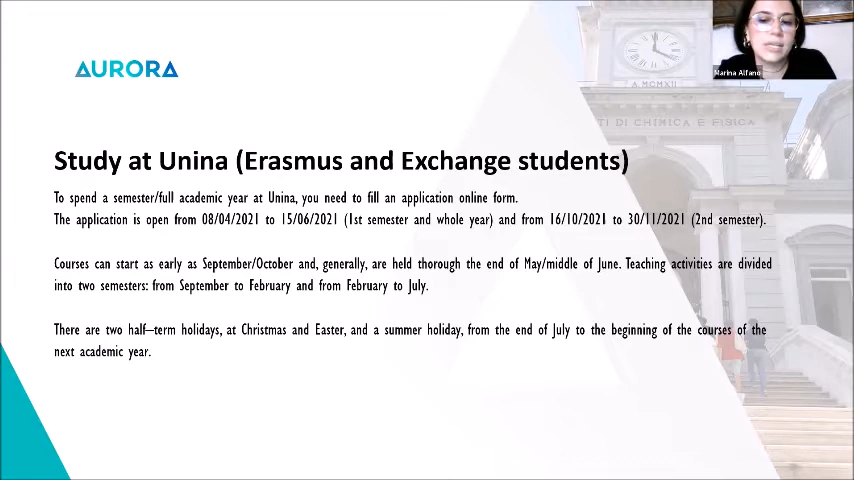 AURORA
Marina Alfano
A MCMXII
TI DI CHIMICA E FISICA
Study at Unina (Erasmus and Exchange students)
To spend a semester/full academic year at Unina, you need to fill an application online form.
The application is open from 08/04/2021 to 15/06/2021 (1st semester and whole year) and from 16/10/2021 to 30/11/2021 (2nd semester).
Courses can start as early as September/October and, generally, are held thorough the end of May/middle of June. Teaching activities are divided
into two semesters: from September to February and from February to July.
There are two half–term holidays, at Christmas and Easter, and a summer holiday, from the end of July to the beginning of the courses of the
next academic year.